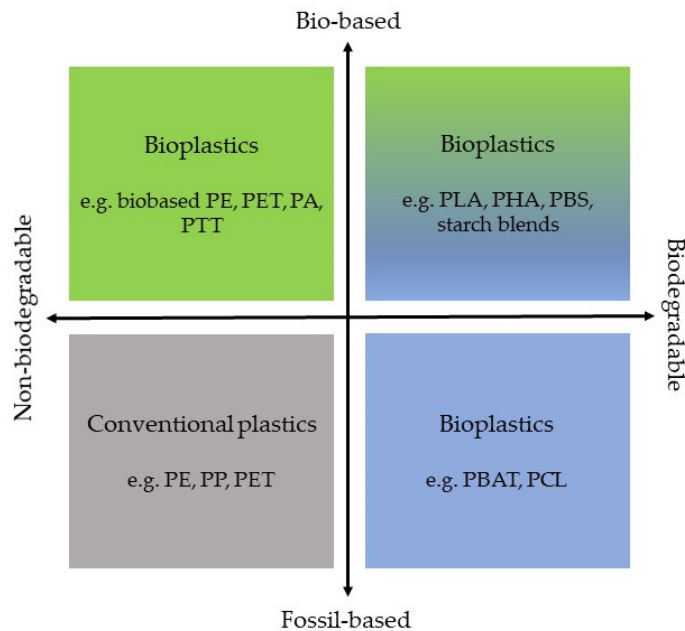 Bio-based
Bioplastics
e.g. biobased PE, PET, PA,
PTT
Bioplastics
e.g. PLA, PHA, PBS,
starch blends
Non-biodegradable
Biodegradable
Conventional plastics
e.g. PE, PP, PET
Bioplastics
e.g. PBAT, PCL
Fossil-based